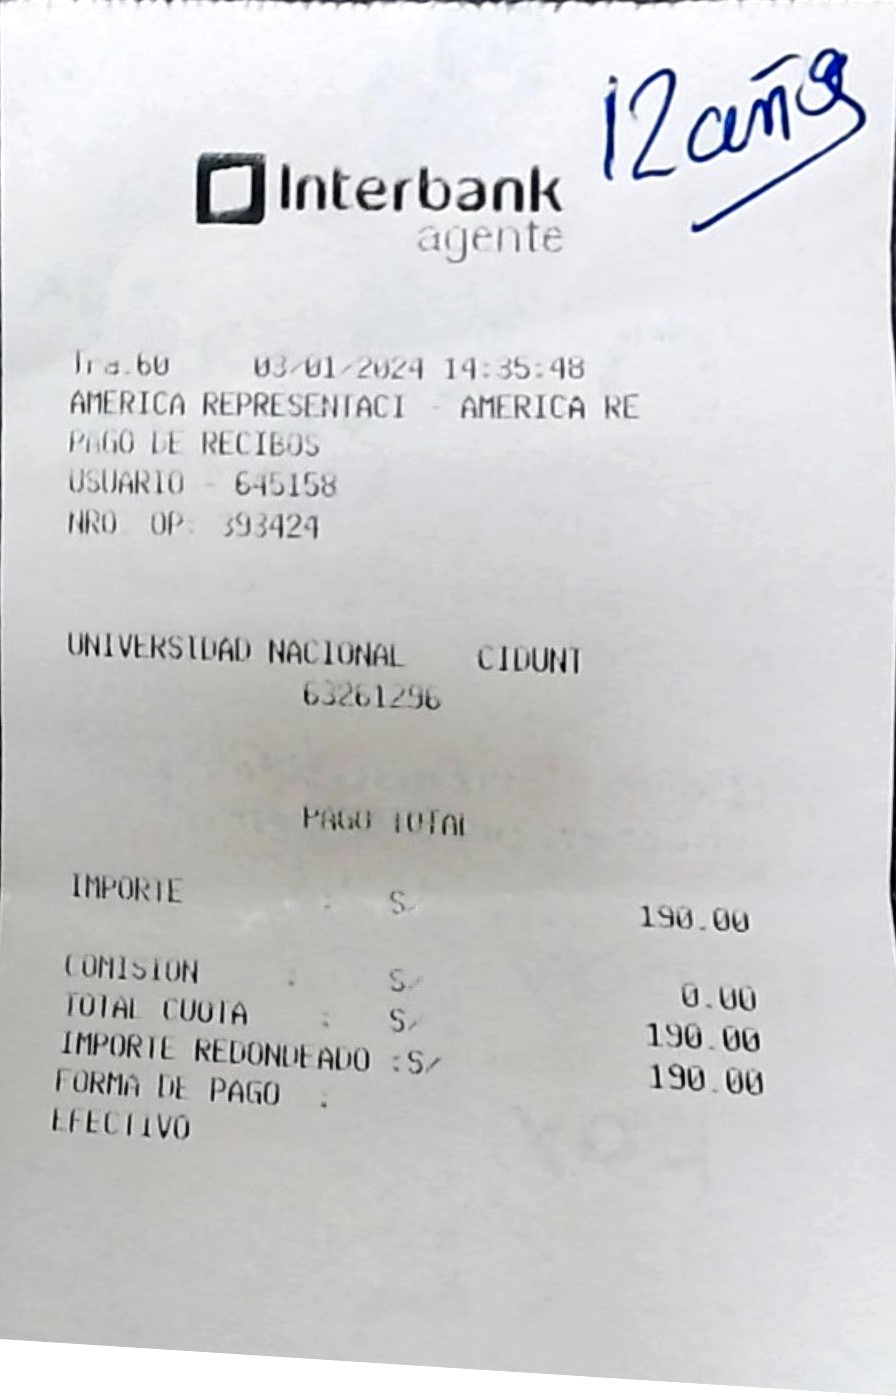 12 años
Interbank
agente
Tra.60 03/01/2024 14:35:48
AMERICA REPRESENTACI - AMERICA RE
PAGO DE RECIBOS
USUARIO - 645158
NRO. OP: 393424
UNIVERSIDAD NACIONAL CIDUNT
63261296
PAGO TOTAL
IMPORTE : S/ 190.00
COMISION : S/ 0.00
TOTAL CUOTA : S/ 190.00
IMPORTE REDONDEADO :S/ 190.00
FORMA DE PAGO :
EFECTIVO